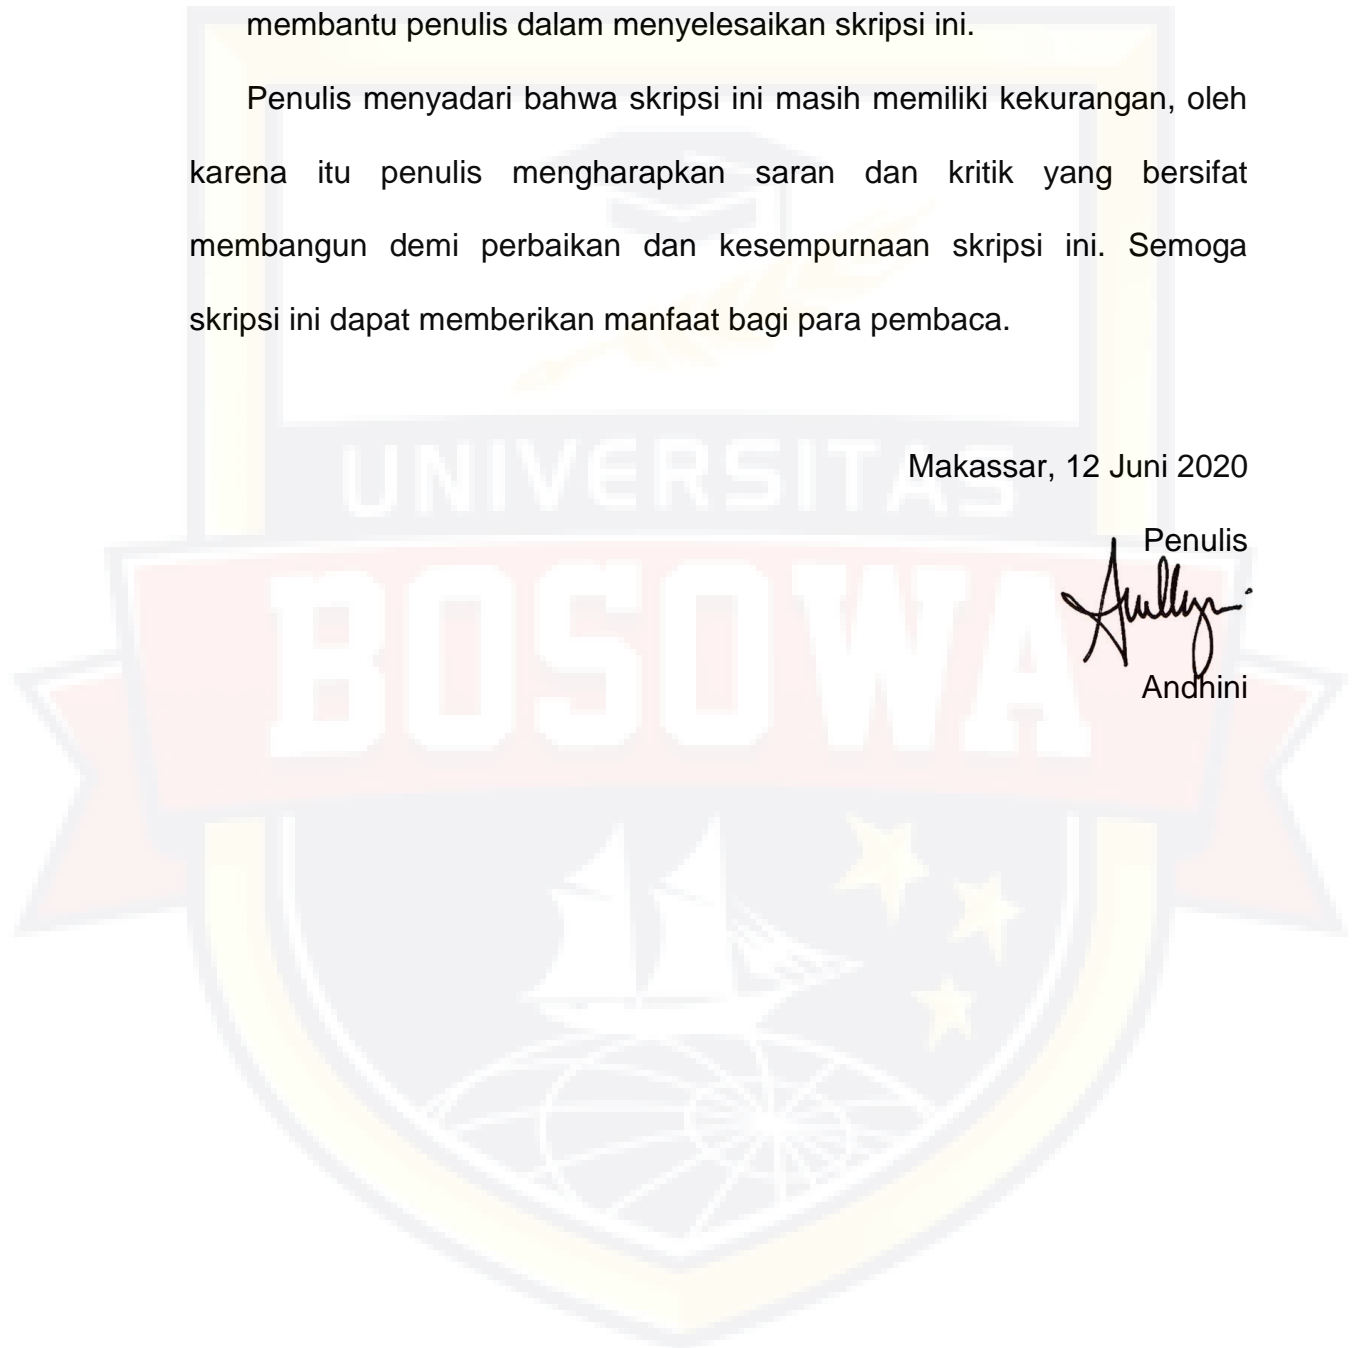 membantu penulis dalam menyelesaikan skripsi ini.
Penulis menyadari bahwa skripsi ini masih memiliki kekurangan, oleh
karena itu penulis mengharapkan saran dan kritik yang bersifat
membangun demi perbaikan dan kesempurnaan skripsi ini. Semoga
skripsi ini dapat memberikan manfaat bagi para pembaca.
UNIVERSITAS
Makassar, 12 Juni 2020
Penulis
BOSOWA
Andhini